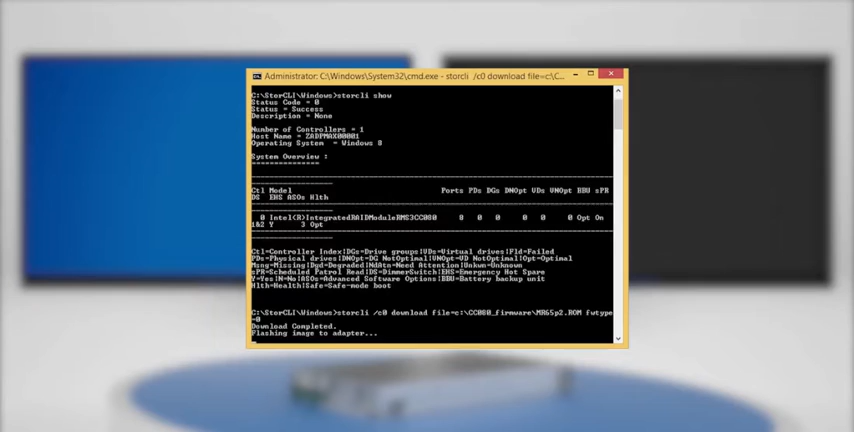 Administrator: C:\Windows\System32\cmd.exe - storcli /c0 download file=c:\C...
C:\StorCLI\Windows>storcli show
Status Code = 0
Status = Success
Description = None
Number of Controllers = 1
Host Name = ZADPMAX00001
Operating System = Windows 8
System Overview :
===============
Ctl Model Ports PDs DGs DNOpt VDs VNOpt BBU sPR
DS EHS ASOs Hlth
0 Intel(R)IntegratedRAIDModuleRMS3CC080 8 0 0 0 0 0 Opt On
1&2 Y 3 Opt
Ctl=Controller Index|DGs=Drive groups|VDs=Virtual drives|Fld=Failed
PDs=Physical drives|DNOpt=DG NotOptimal|VNOpt=VD NotOptimal|Opt=Optimal
Msng=Missing|Dgd=Degraded|NdAtn=Need Attention|Unkwn=Unknown
sPR=Scheduled Patrol Read|DS=DimmerSwitch|EHS=Emergency Hot Spare
Y=Yes|N=No|ASOs=Advanced Software Options|BBU=Battery backup unit
Hlth=Health|Safe=Safe-mode boot
C:\StorCLI\Windows>storcli /c0 download file=c:\CC080_firmware\MR65p2.ROM fwtyp
e=0
Download Completed.
Flashing image to adapter...